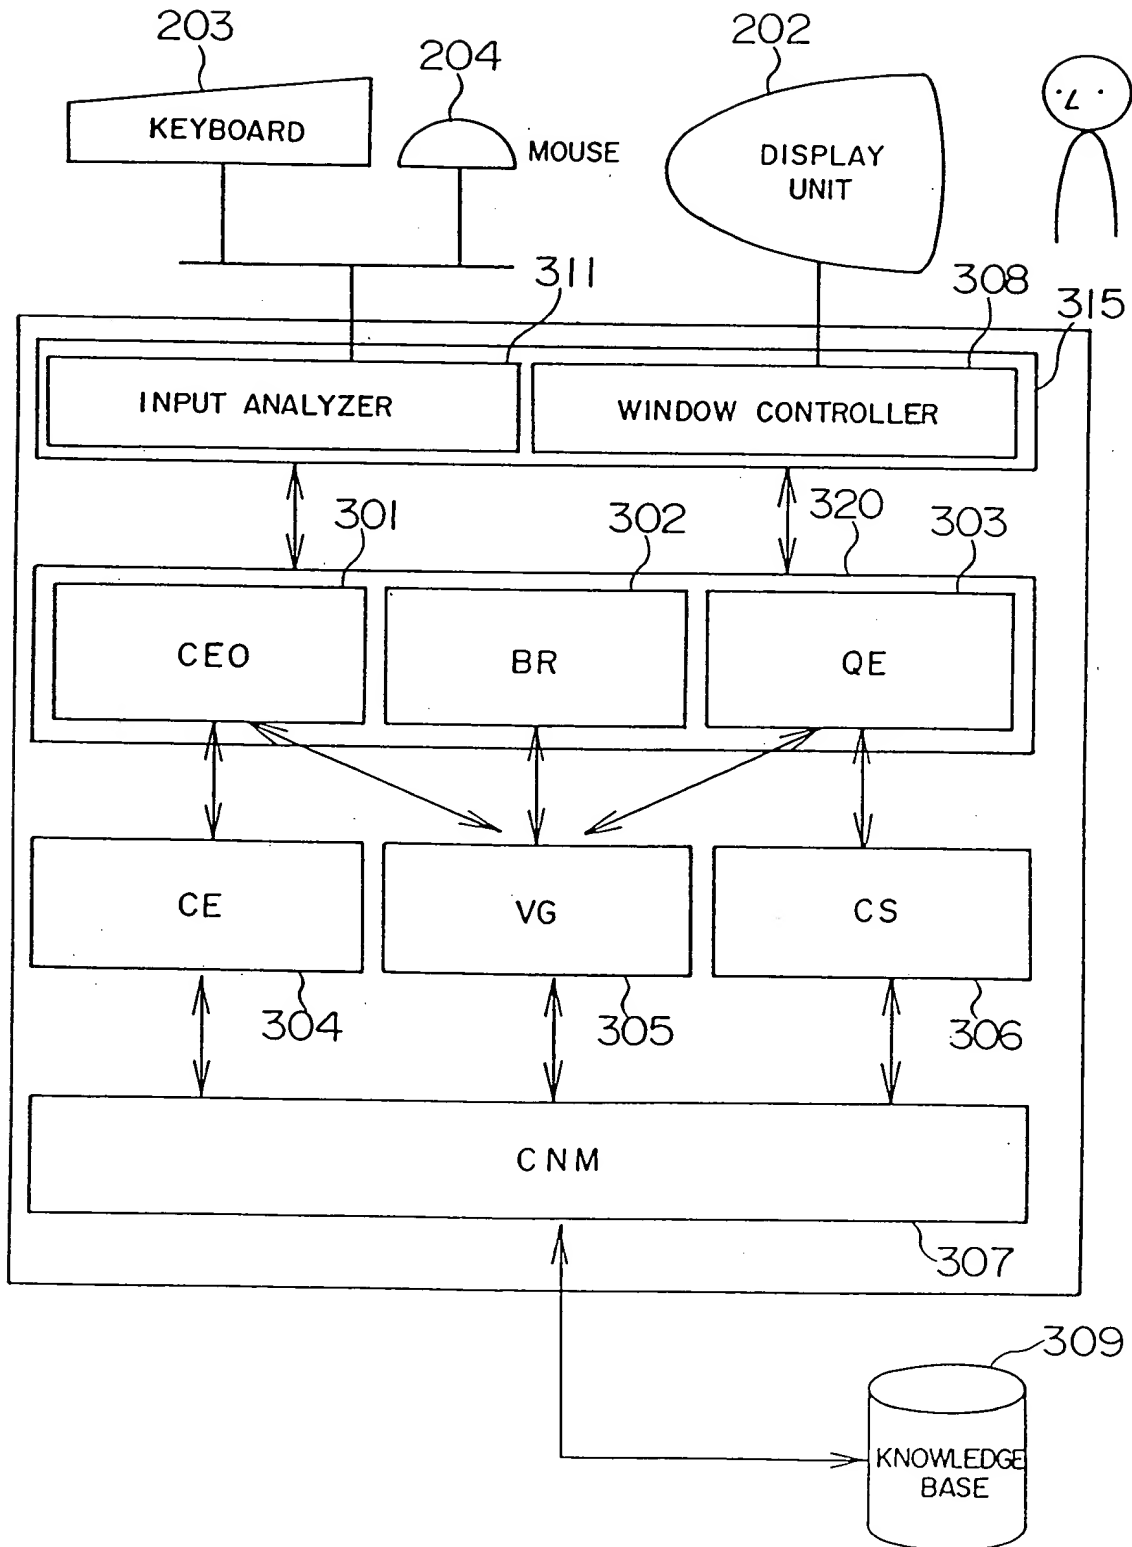 203
204
202
KEYBOARD
MOUSE
DISPLAY
UNIT
311
308
315
INPUT ANALYZER
WINDOW CONTROLLER
301
302
320
303
CEO
BR
QE
CE
VG
CS
304
305
306
CNM
307
309
KNOWLEDGE
BASE